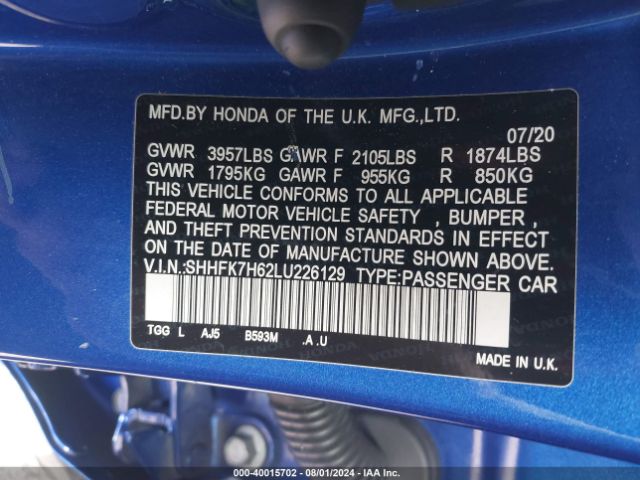 MFD.BY HONDA OF THE U.K. MFG.,LTD.
07/20
GVWR 3957LBS GAWR F 2105LBS R 1874LBS
GVWR 1795KG GAWR F 955KG R 850KG
THIS VEHICLE CONFORMS TO ALL APPLICABLE
FEDERAL MOTOR VEHICLE SAFETY , BUMPER ,
AND THEFT PREVENTION STANDARDS IN EFFECT
ON THE DATE OF MANUFACTURE SHOWN ABOVE.
V.I.N.:SHHFK7H62LU226129 TYPE:PASSENGER CAR
TGG L AJ5 B593M .A .U
MADE IN U.K.
000-40015702 - 08/01/2024 - IAA Inc.